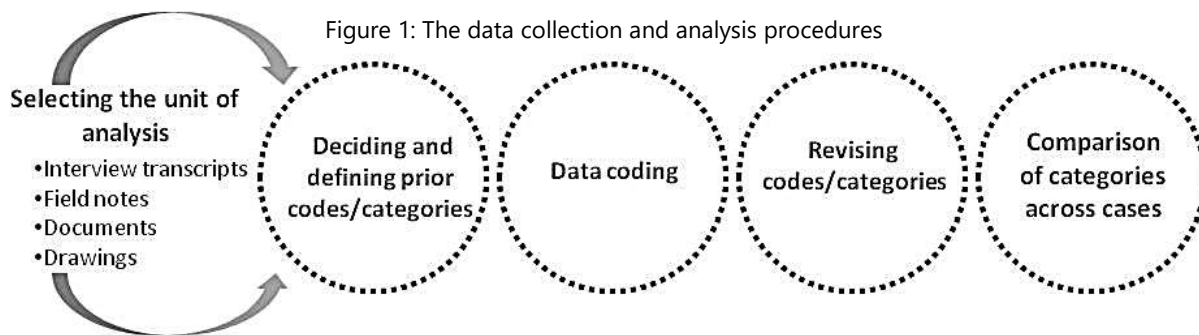 Figure 1: The data collection and analysis procedures
Selecting the unit of
analysis
•Interview transcripts
•Field notes
•Documents
•Drawings
Deciding and
defining prior
codes/categories
Data coding
Revising
codes/categories
Comparison
of categories
across cases